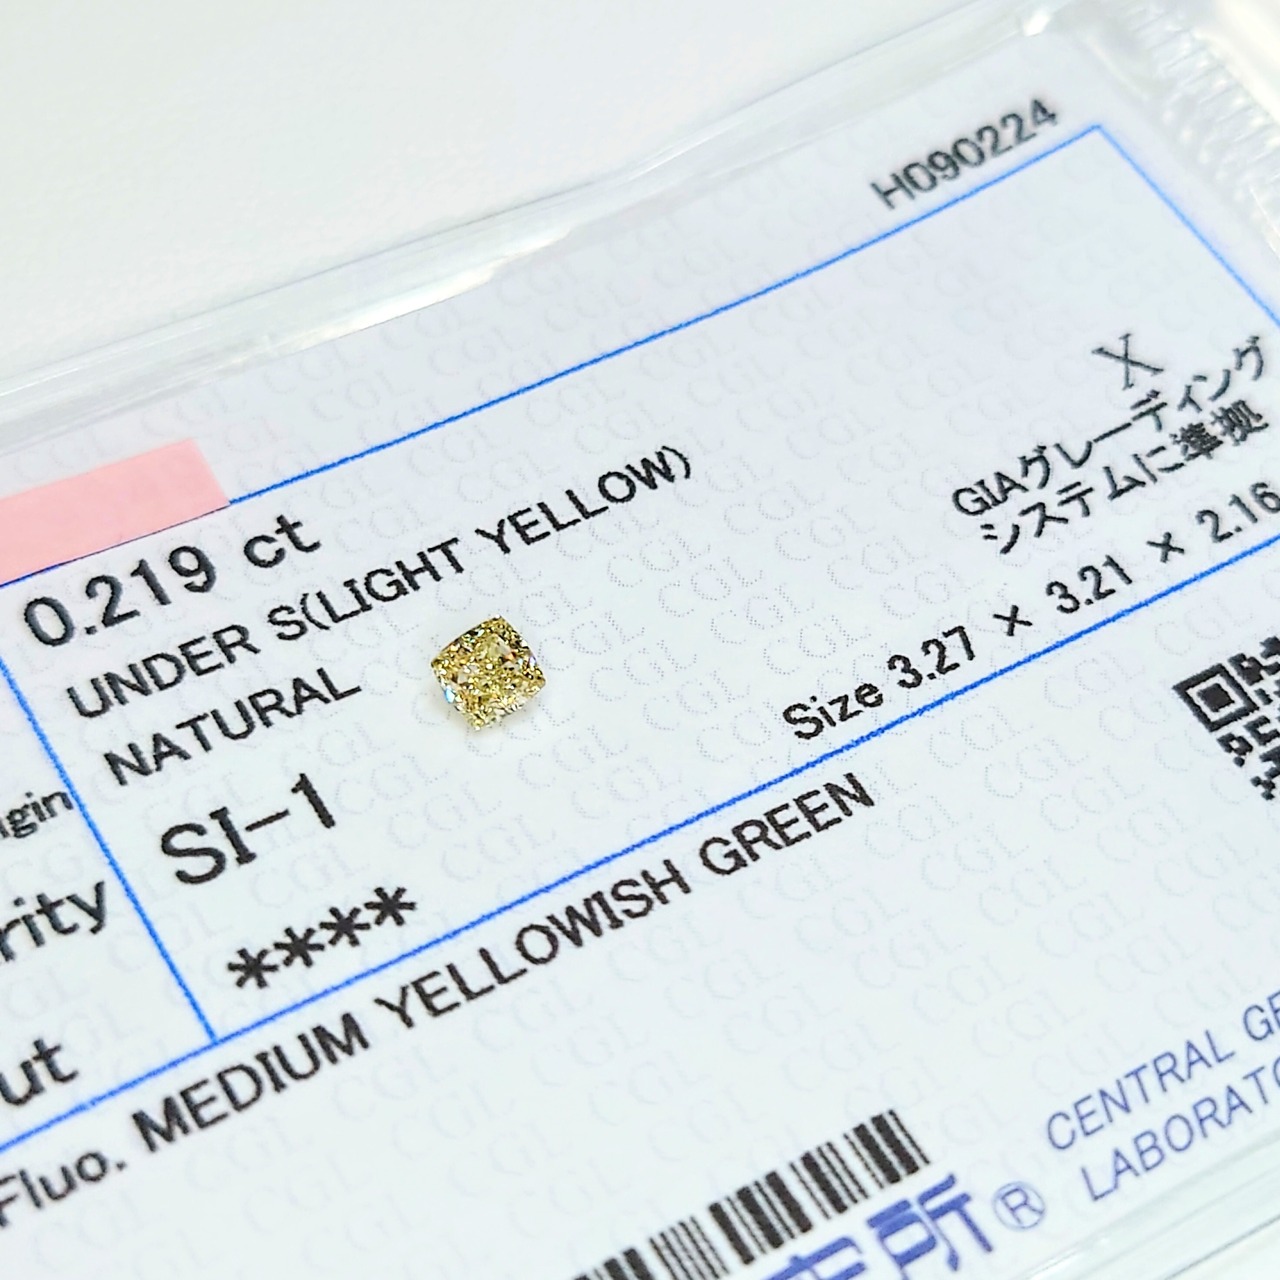 H090224
0.219 ct
UNDER S(LIGHT YELLOW)
NATURAL
X
GIAグレーディング
システムに準拠
igin
rity
SI-1
Size 3.27 × 3.21 × 2.16
ut
****
Fluo. MEDIUM YELLOWISH GREEN
CENTRAL GE
LABORATO
所®